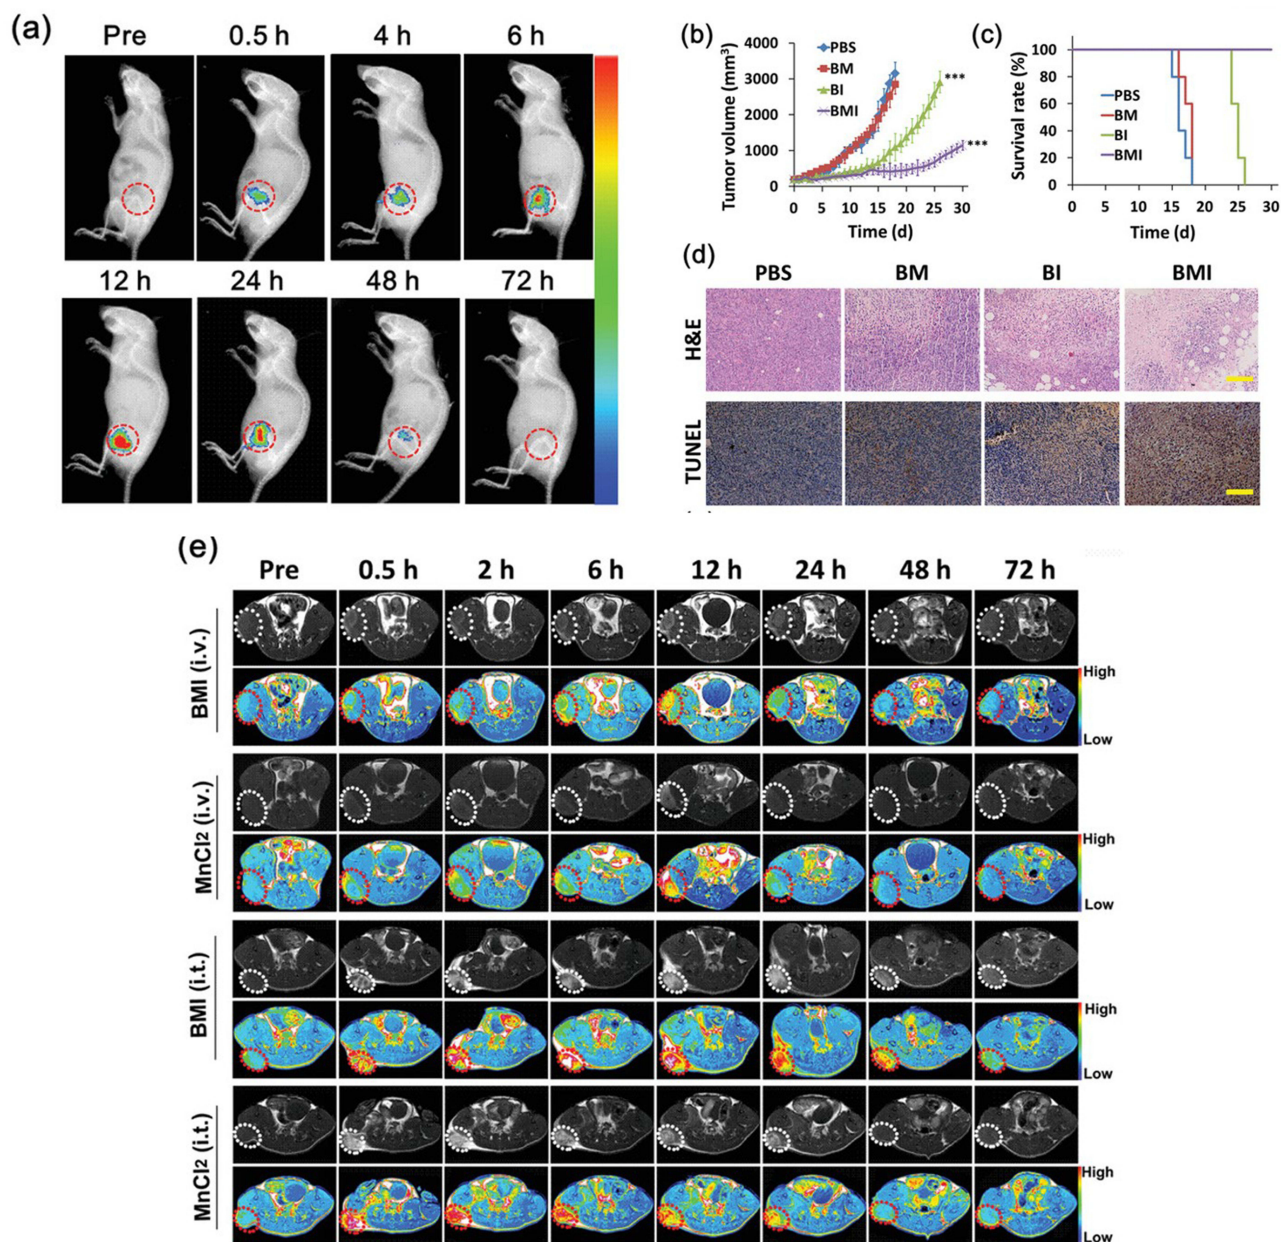 (a)
Pre 0.5 h 4 h 6 h
12 h 24 h 48 h 72 h
(b)
Tumor volume (mm³)
4000
3000
2000
1000
0
PBS
BM
BI
BMI
***
***
0 5 10 15 20 25 30
Time (d)
(c)
Survival rate (%)
100
80
60
40
20
0
PBS
BM
BI
BMI
0 5 10 15 20 25 30
Time (d)
(d)
PBS BM BI BMI
H&E
TUNEL
(e)
Pre 0.5 h 2 h 6 h 12 h 24 h 48 h 72 h
BMI (i.v.)
High
Low
MnCl2 (i.v.)
High
Low
BMI (i.t.)
High
Low
MnCl2 (i.t.)
High
Low